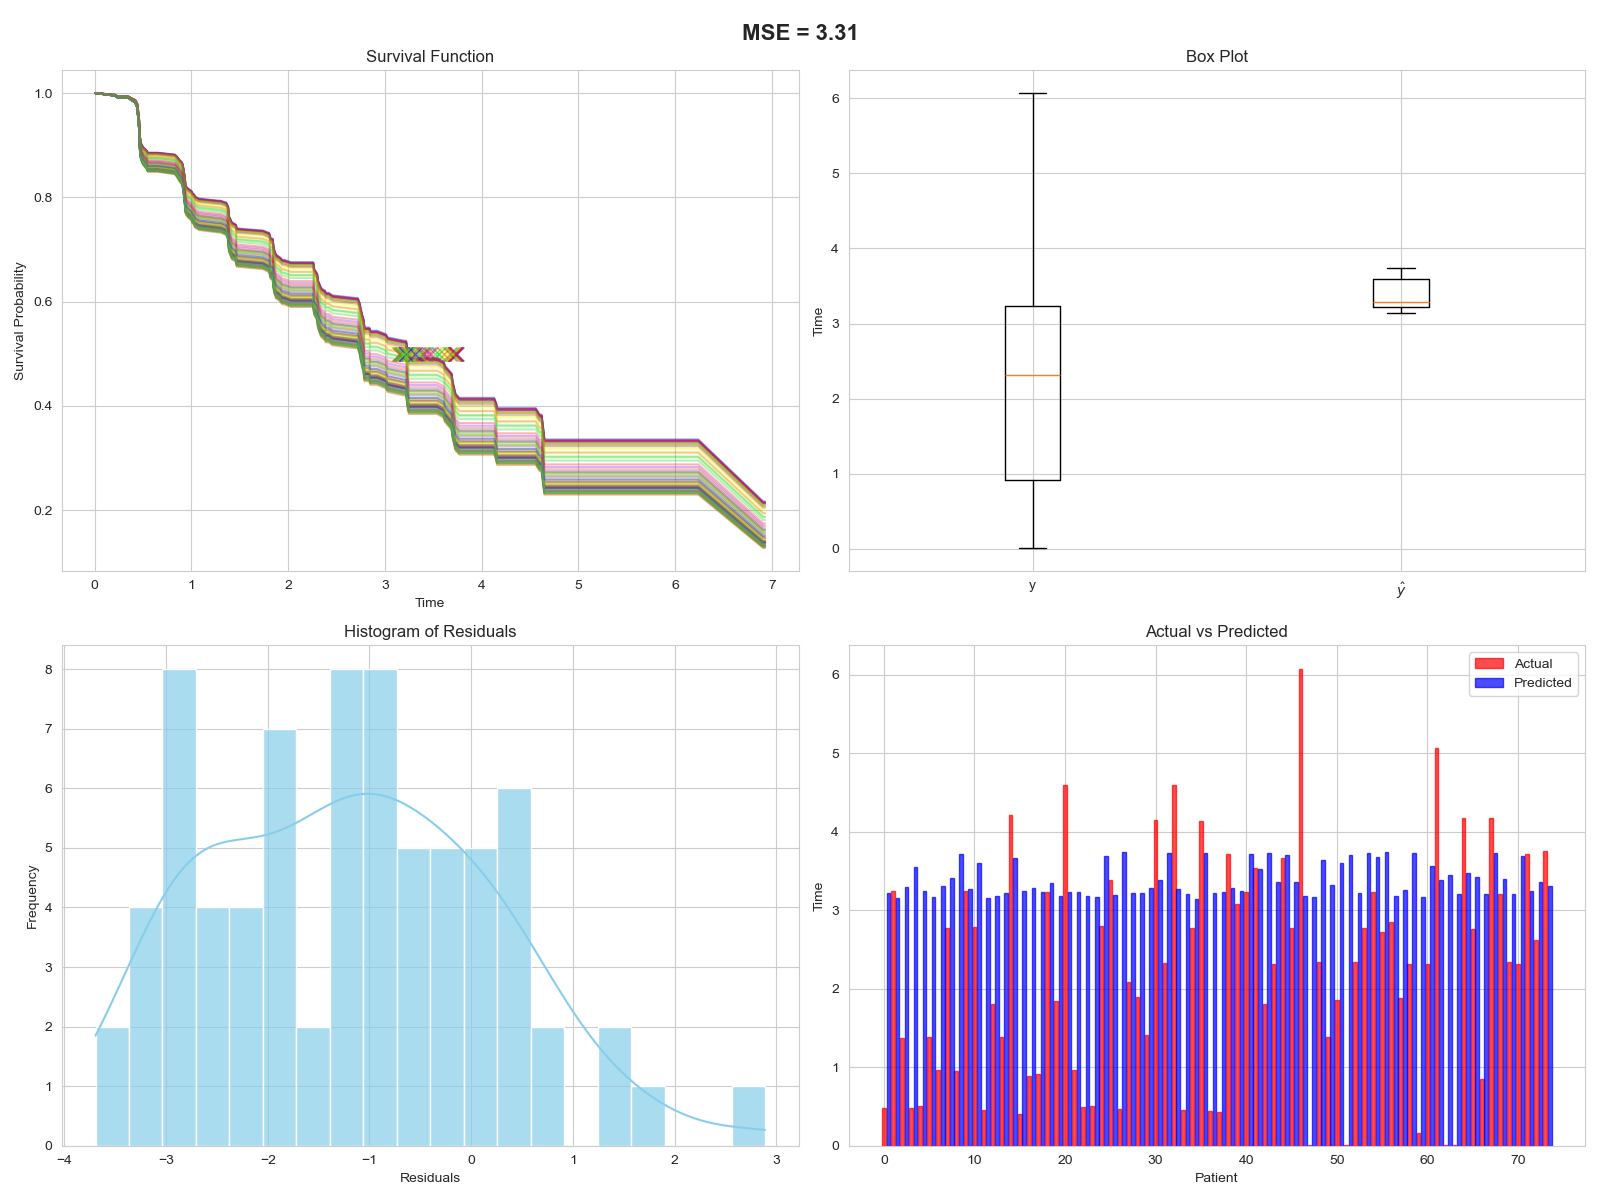 MSE = 3.31
Survival Function
Survival Probability
1.0
0.8
0.6
0.4
0.2
0 1 2 3 4 5 6 7
Time
Box Plot
Time
6
5
4
3
2
1
0
y ŷ
Histogram of Residuals
Frequency
8
7
6
5
4
3
2
1
0
−4 −3 −2 −1 0 1 2 3
Residuals
Actual vs Predicted
Actual
Predicted
Time
6
5
4
3
2
1
0
0 10 20 30 40 50 60 70
Patient